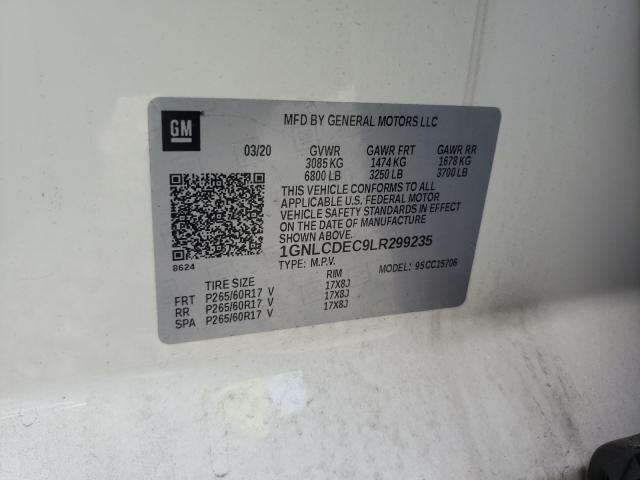 GM
MFD BY GENERAL MOTORS LLC
03/20 GVWR GAWR FRT GAWR RR
3085 KG 1474 KG 1678 KG
6800 LB 3250 LB 3700 LB
THIS VEHICLE CONFORMS TO ALL
APPLICABLE U.S. FEDERAL MOTOR
VEHICLE SAFETY STANDARDS IN EFFECT
ON THE DATE OF MANUFACTURE
SHOWN ABOVE.
1GNLCDEC9LR299235
8624
TYPE: M.P.V. MODEL: 95CC15706
TIRE SIZE RIM
FRT P265/60R17 V 17X8J
RR P265/60R17 V 17X8J
SPA P265/60R17 V 17X8J